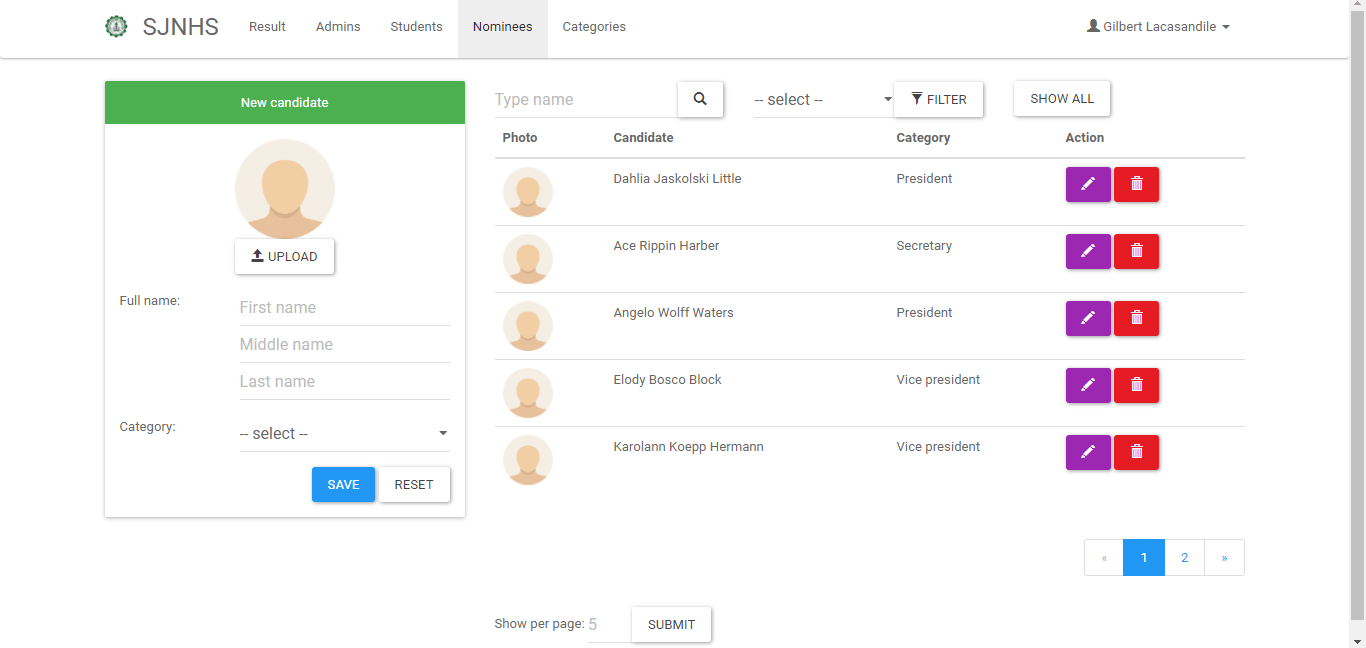 SJNHS Result Admins Students Nominees Categories Gilbert Lacasandile
New candidate
UPLOAD
Full name:
First name
Middle name
Last name
Category:
-- select --
SAVE RESET
Type name -- select -- FILTER SHOW ALL
Photo Candidate Category Action
Dahlia Jaskolski Little President
Ace Rippin Harber Secretary
Angelo Wolff Waters President
Elody Bosco Block Vice president
Karolann Koepp Hermann Vice president
« 1 2 »
Show per page: 5 SUBMIT